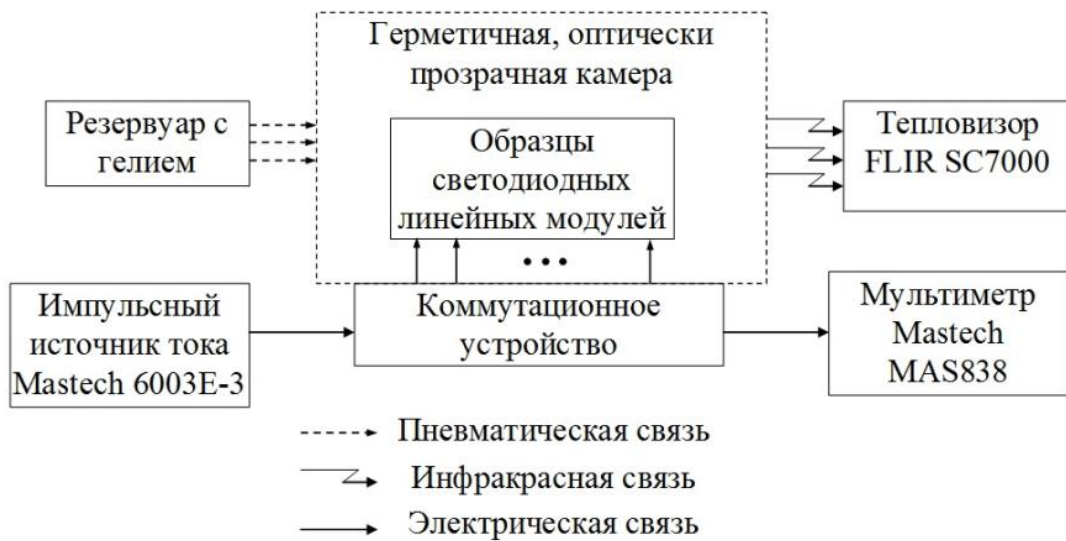 Герметичная, оптически
прозрачная камера
Резервуар с
гелием
Образцы
светодиодных
линейных модулей
Тепловизор
FLIR SC7000
•••
Импульсный
источник тока
Mastech 6003E-3
Коммутационное
устройство
Мультиметр
Mastech
MAS838
Пневматическая связь
Инфракрасная связь
Электрическая связь